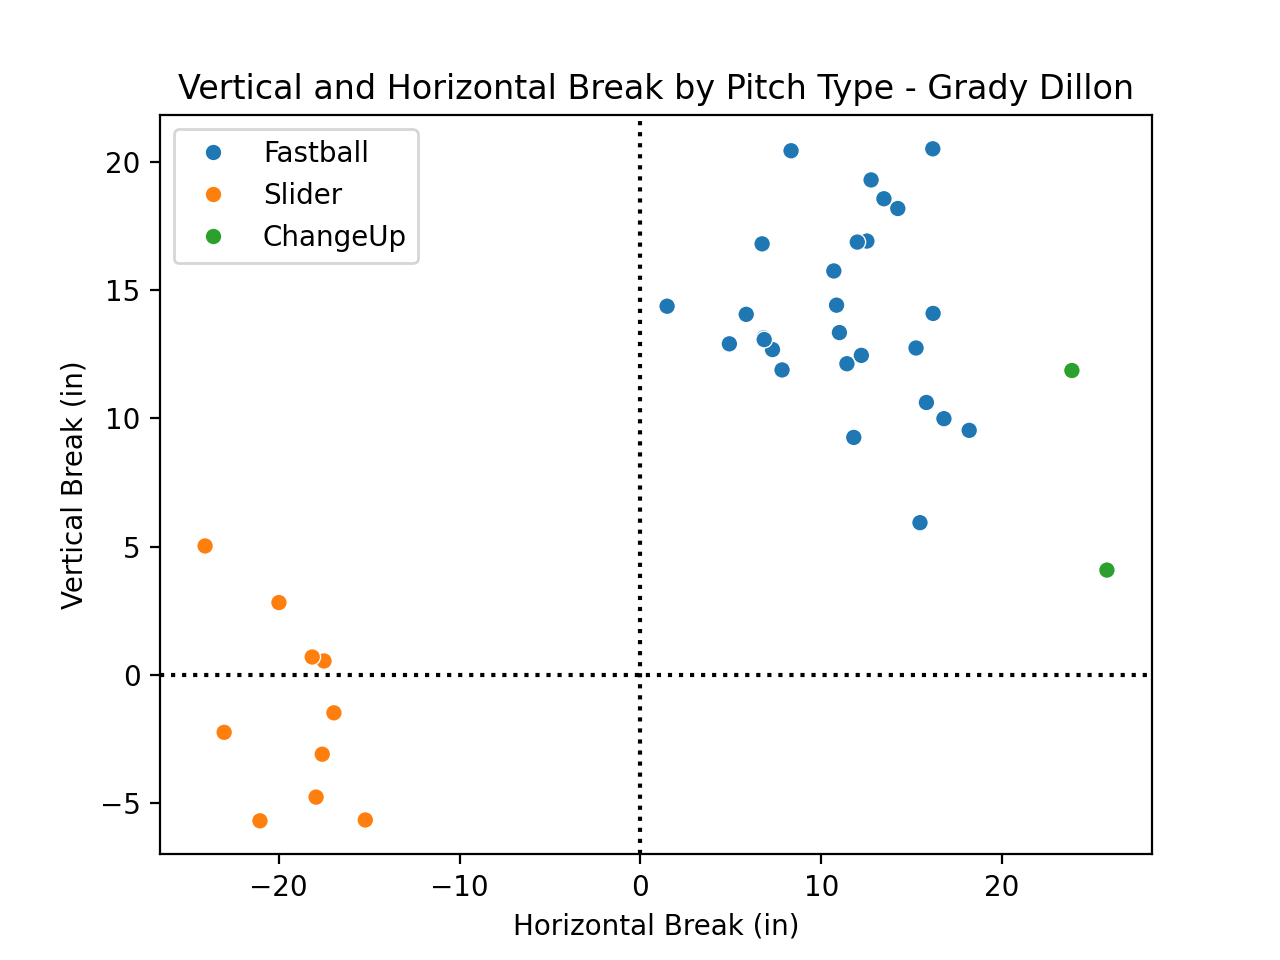 Vertical and Horizontal Break by Pitch Type - Grady Dillon
Fastball
Slider
ChangeUp
20
15
10
5
0
−5
Vertical Break (in)
−20
−10
0
10
20
Horizontal Break (in)